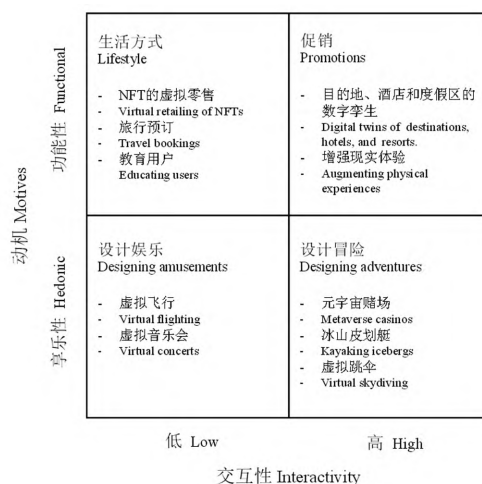 生活方式
Lifestyle
- NFT的虚拟零售
- Virtual retailing of NFTs
- 旅行预订
- Travel bookings
- 教育用户
Educating users
促销
Promotions
- 目的地、酒店和度假区的
数字孪生
- Digital twins of destinations,
hotels, and resorts.
- 增强现实体验
- Augmenting physical
experiences
设计娱乐
Designing amusements
- 虚拟飞行
- Virtual flighting
- 虚拟音乐会
- Virtual concerts
设计冒险
Designing adventures
- 元宇宙赌场
- Metaverse casinos
- 冰山皮划艇
- Kayaking icebergs
- 虚拟跳伞
- Virtual skydiving
动机 Motives
功能性 Functional
享乐性 Hedonic
低 Low
高 High
交互性 Interactivity